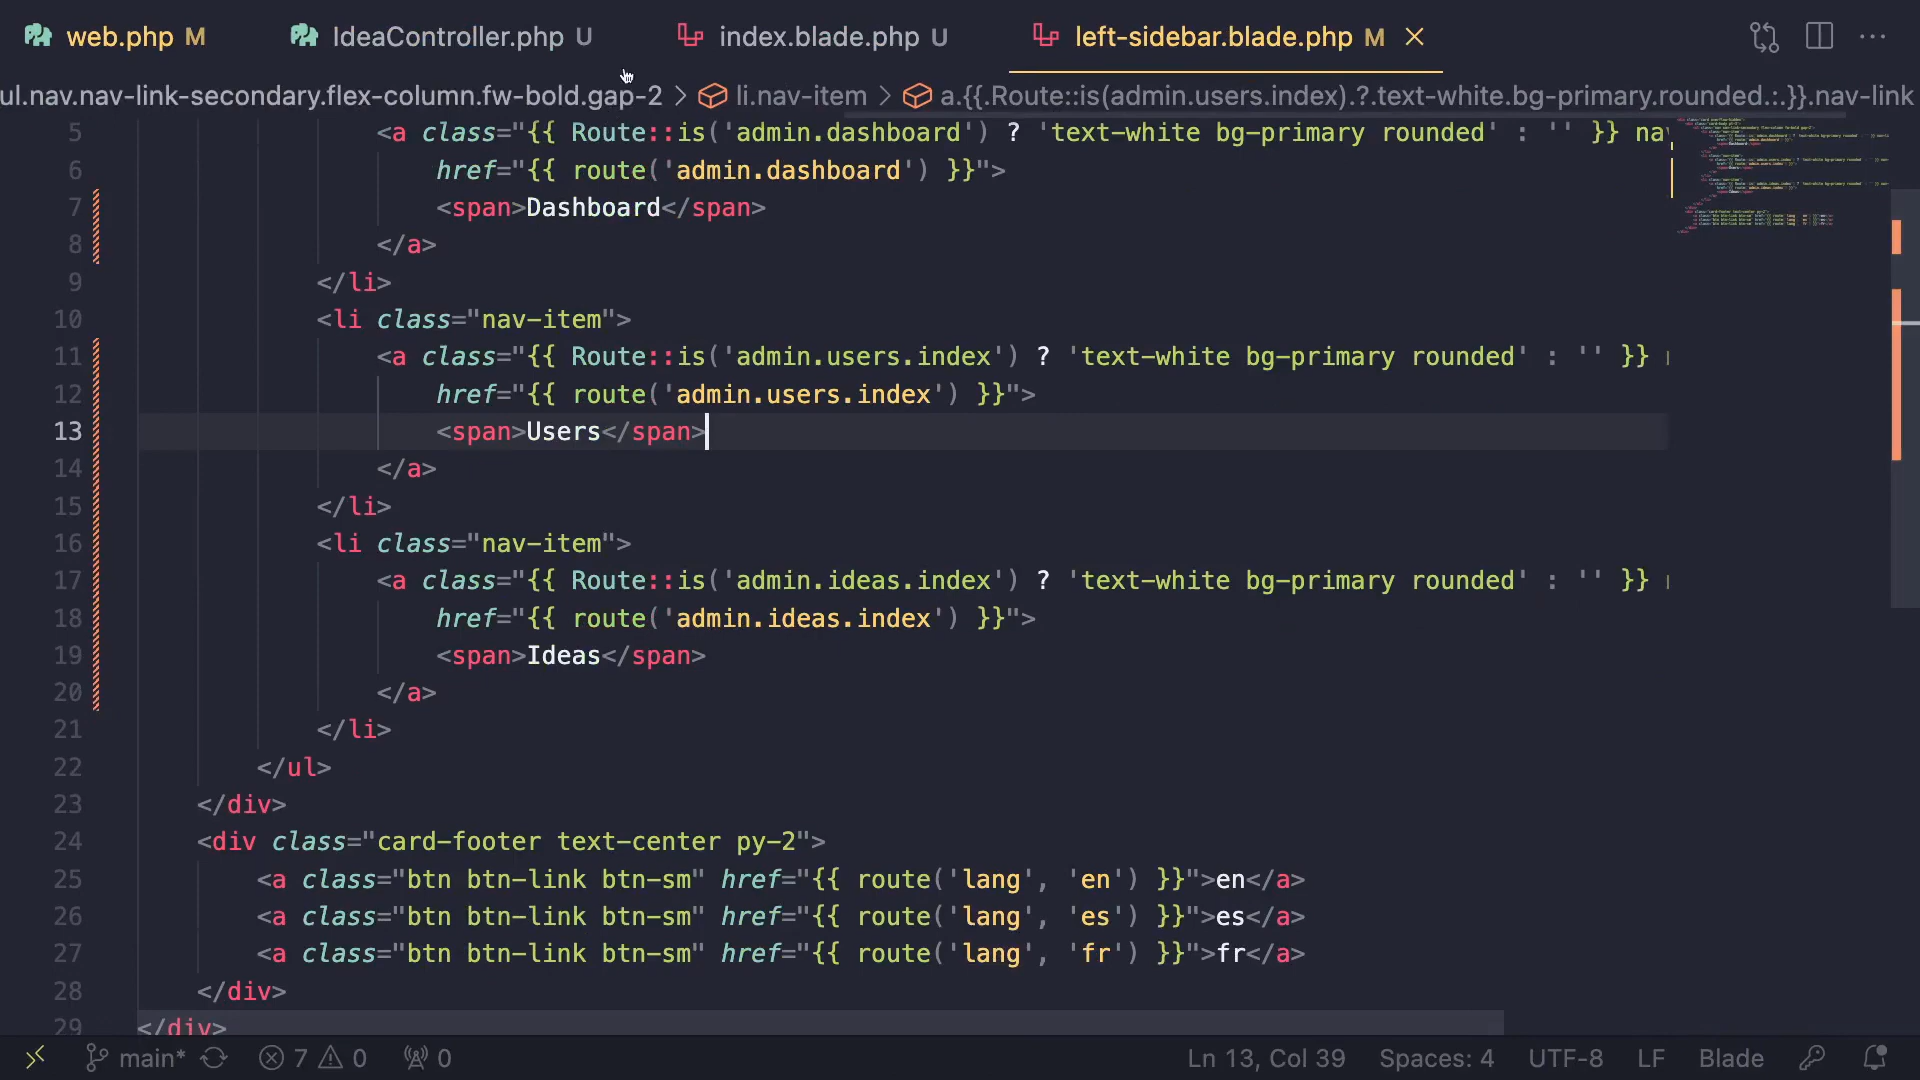 web.php M
IdeaController.php U
index.blade.php U
left-sidebar.blade.php M
ul.nav.nav-link-secondary.flex-column.fw-bold.gap-2 > li.nav-item > a.{{.Route::is(admin.users.index).?.text-white.bg-primary.rounded.:.}}.nav-link
5 <a class="{{ Route::is('admin.dashboard') ? 'text-white bg-primary rounded' : '' }} na
6 href="{{ route('admin.dashboard') }}">
7 <span>Dashboard</span>
8 </a>
9 </li>
10 <li class="nav-item">
11 <a class="{{ Route::is('admin.users.index') ? 'text-white bg-primary rounded' : '' }}
12 href="{{ route('admin.users.index') }}">
13 <span>Users</span>
14 </a>
15 </li>
16 <li class="nav-item">
17 <a class="{{ Route::is('admin.ideas.index') ? 'text-white bg-primary rounded' : '' }}
18 href="{{ route('admin.ideas.index') }}">
19 <span>Ideas</span>
20 </a>
21 </li>
22 </ul>
23 </div>
24 <div class="card-footer text-center py-2">
25 <a class="btn btn-link btn-sm" href="{{ route('lang', 'en') }}">en</a>
26 <a class="btn btn-link btn-sm" href="{{ route('lang', 'es') }}">es</a>
27 <a class="btn btn-link btn-sm" href="{{ route('lang', 'fr') }}">fr</a>
28 </div>
29 </div>
main* 7 0 0 Ln 13, Col 39 Spaces: 4 UTF-8 LF Blade